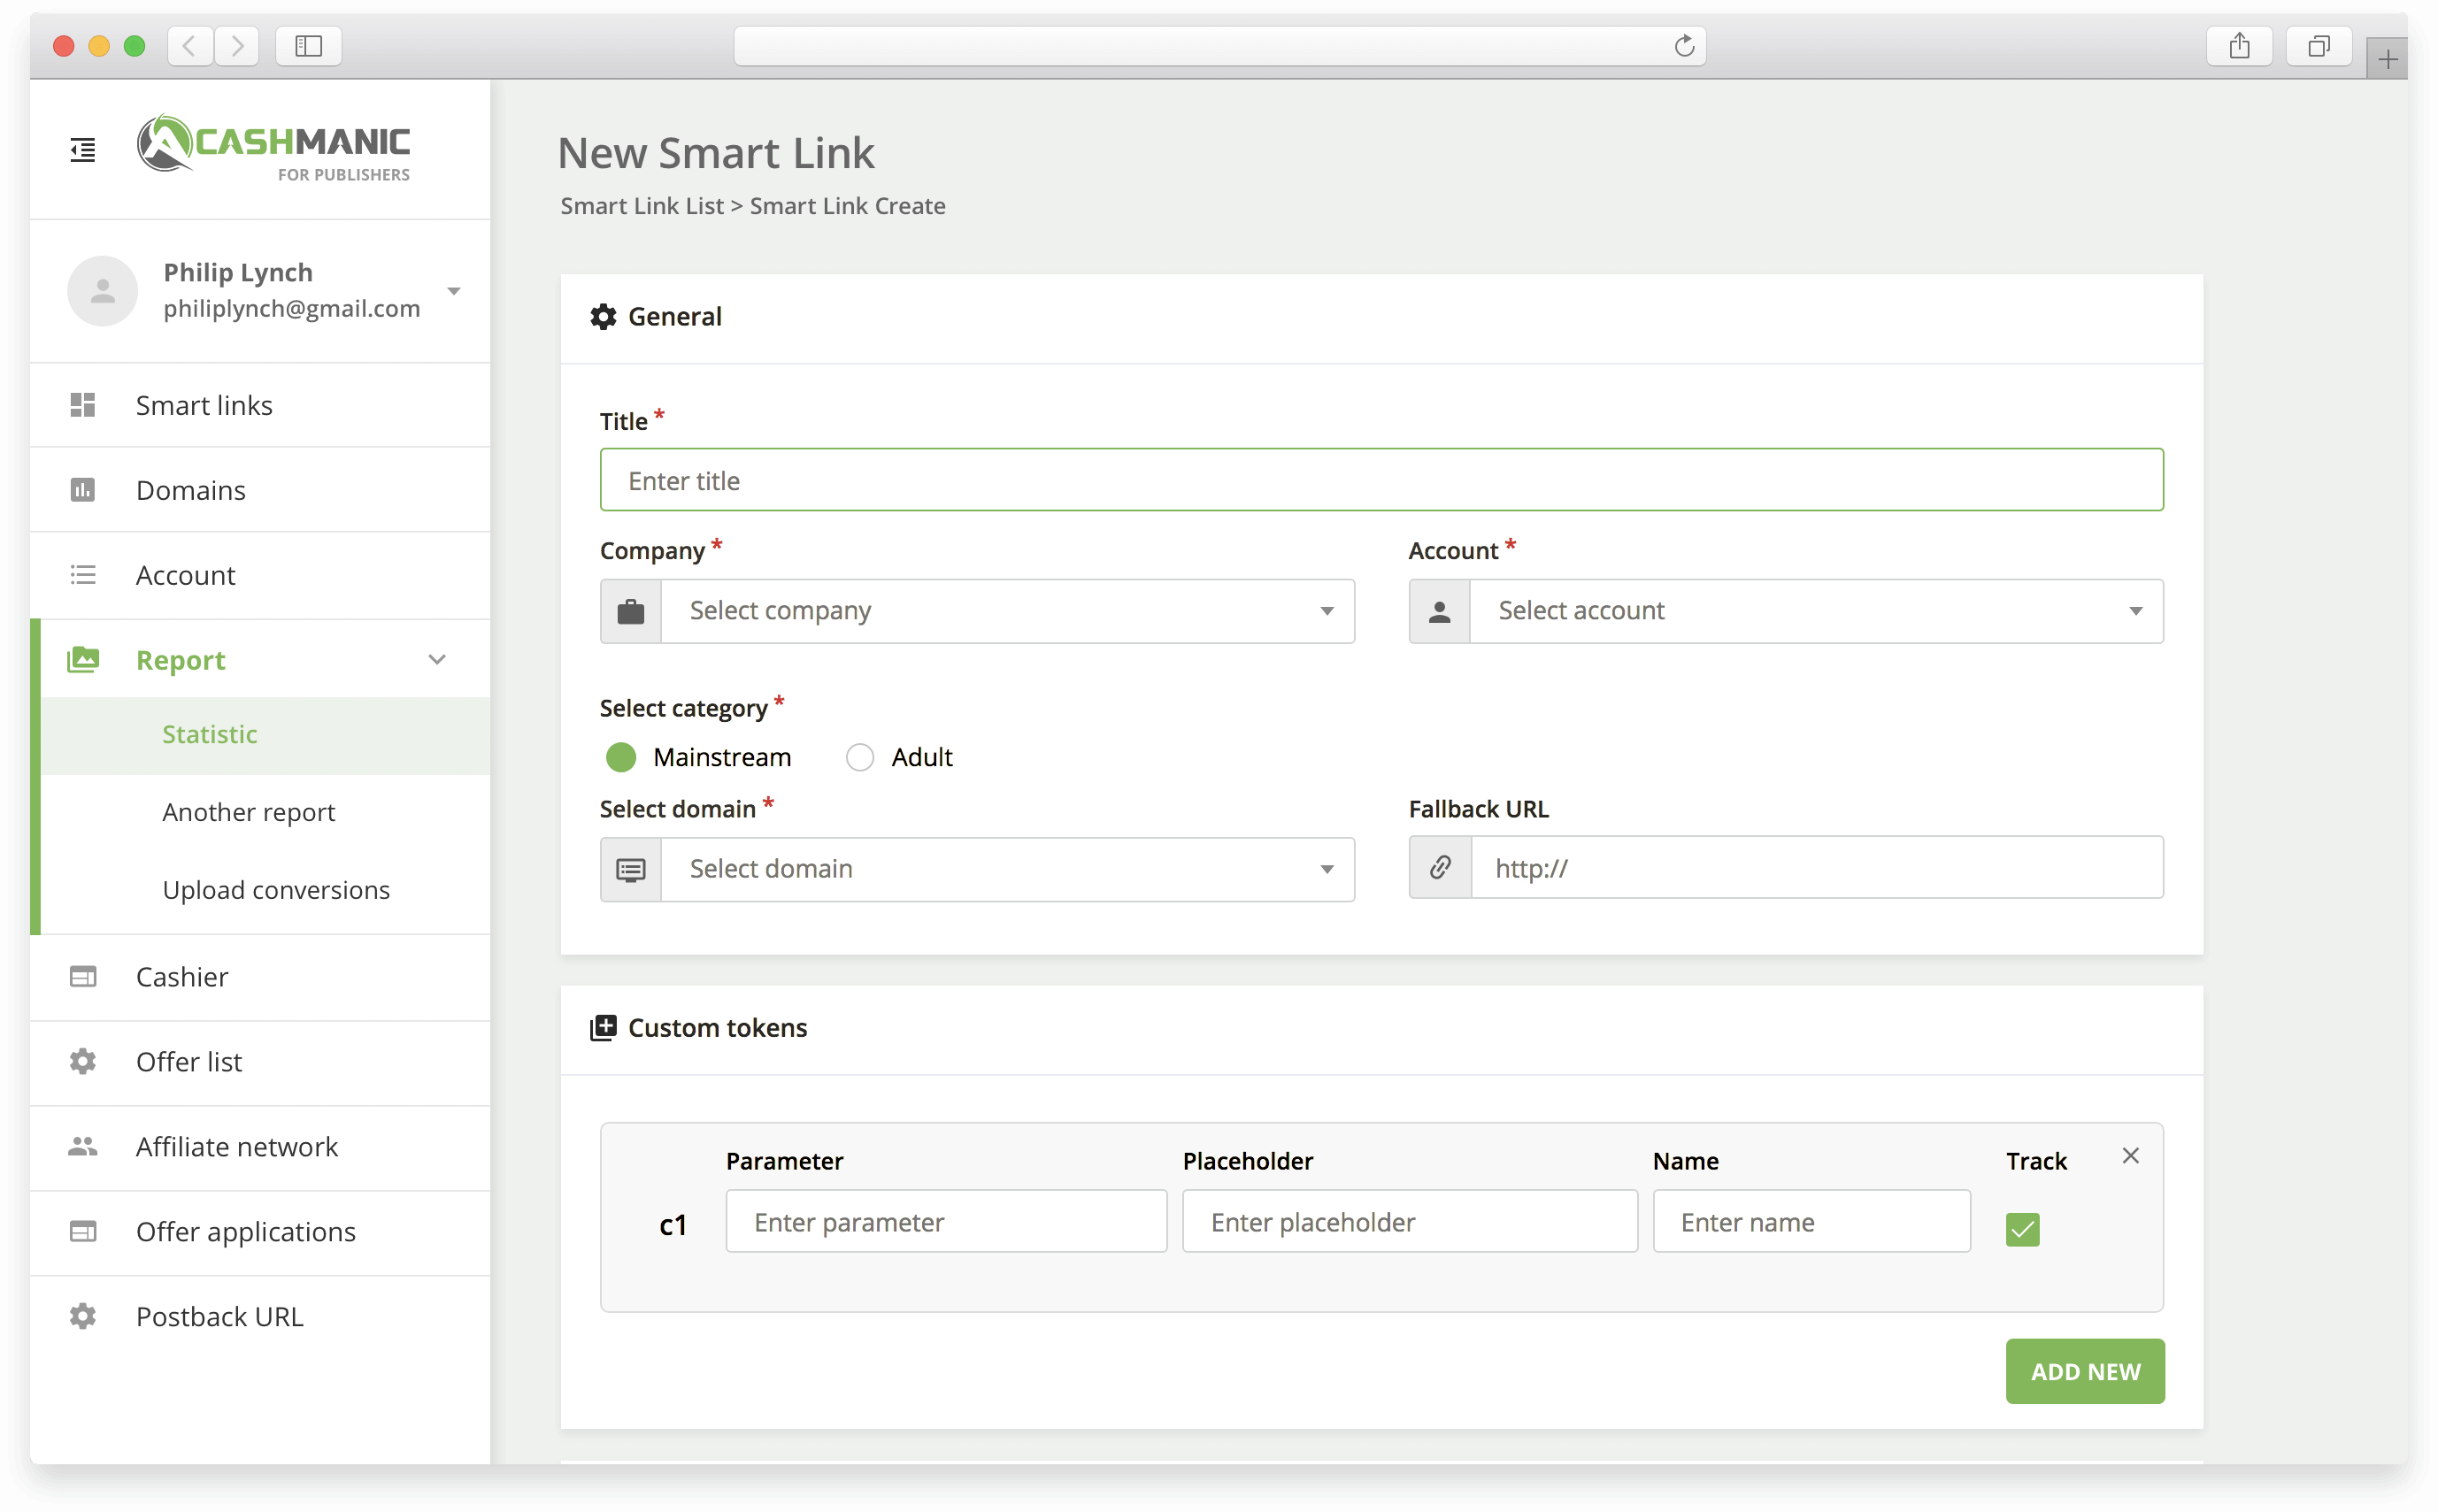 CASHMANIC
FOR PUBLISHERS
Philip Lynch
philiplynch@gmail.com
Smart links
Domains
Account
Report
Statistic
Another report
Upload conversions
Cashier
Offer list
Affiliate network
Offer applications
Postback URL
New Smart Link
Smart Link List > Smart Link Create
General
Title *
Enter title
Company * Account *
Select company Select account
Select category *
Mainstream Adult
Select domain * Fallback URL
Select domain http://
Custom tokens
Parameter Placeholder Name Track
c1 Enter parameter Enter placeholder Enter name
ADD NEW